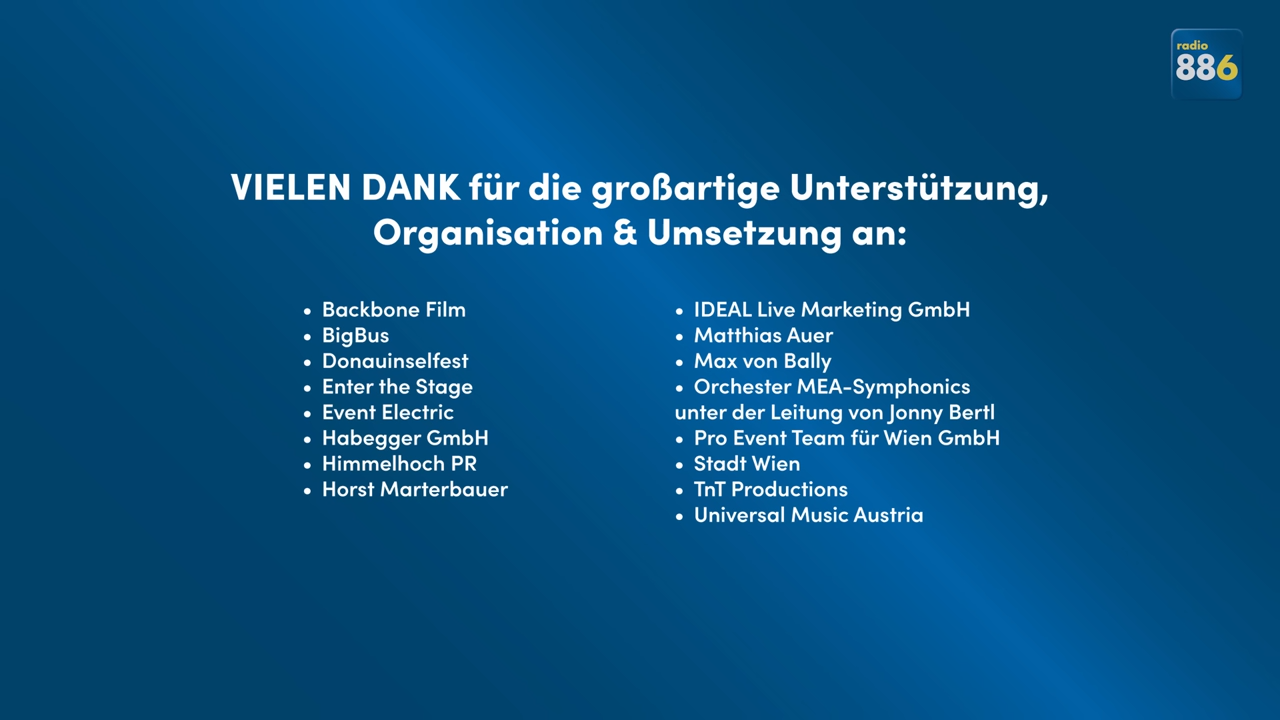 radio
886
VIELEN DANK für die großartige Unterstützung,
Organisation & Umsetzung an:
• Backbone Film
• BigBus
• Donauinselfest
• Enter the Stage
• Event Electric
• Habegger GmbH
• Himmelhoch PR
• Horst Marterbauer
• IDEAL Live Marketing GmbH
• Matthias Auer
• Max von Bally
• Orchester MEA-Symphonics
unter der Leitung von Jonny Bertl
• Pro Event Team für Wien GmbH
• Stadt Wien
• TnT Productions
• Universal Music Austria